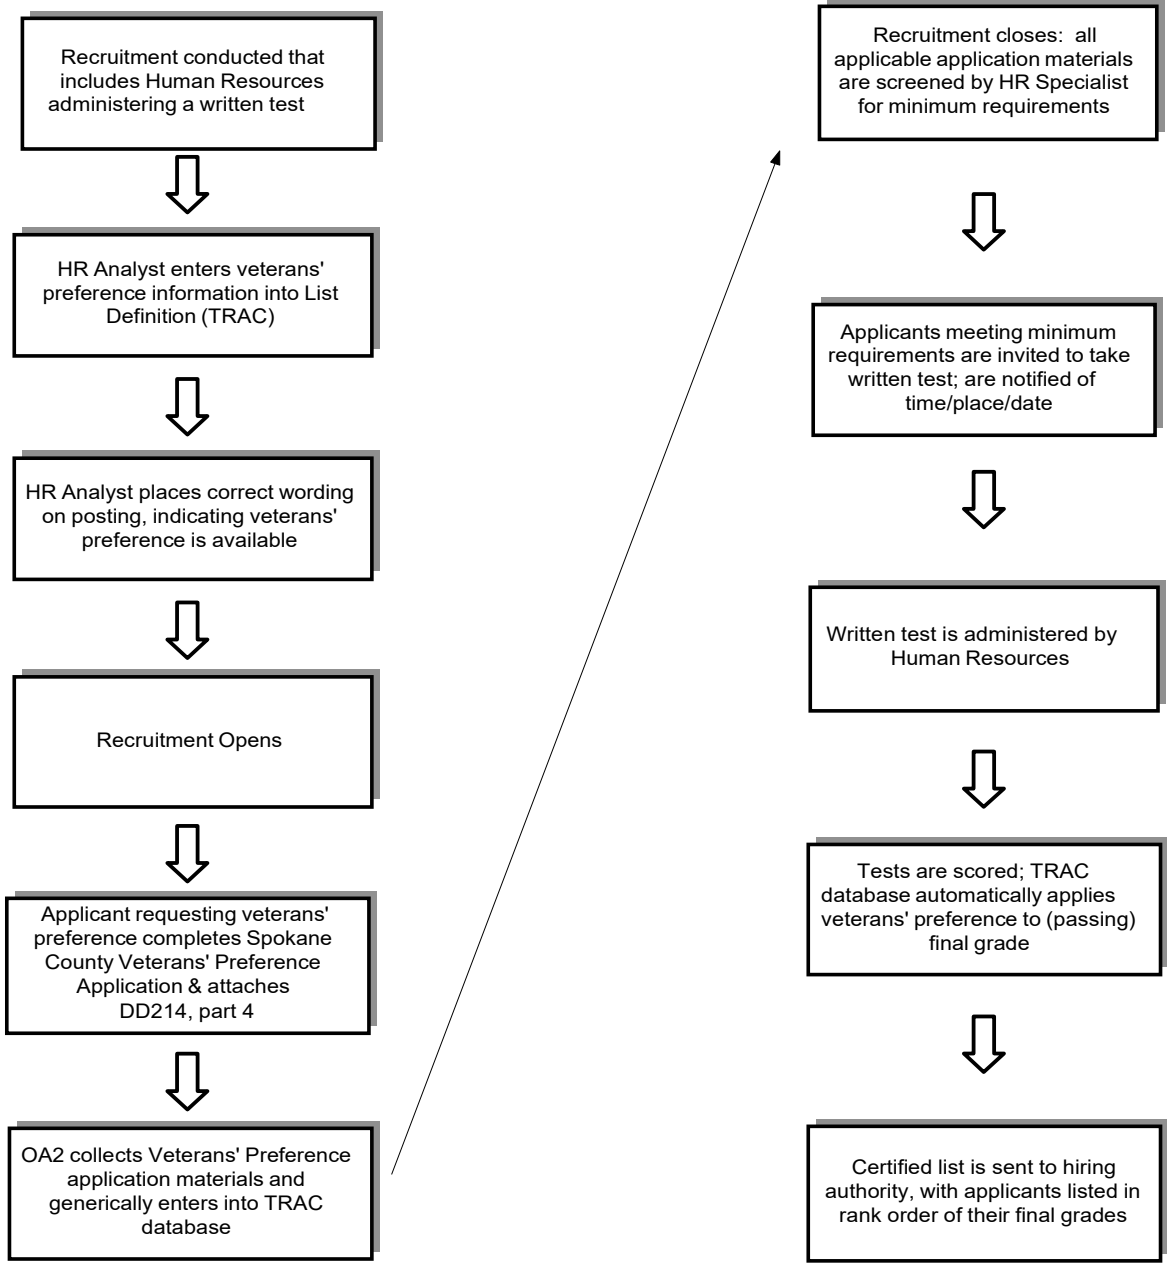 Recruitment conducted that
includes Human Resources
administering a written test
HR Analyst enters veterans'
preference information into List
Definition (TRAC)
HR Analyst places correct wording
on posting, indicating veterans'
preference is available
Recruitment Opens
Applicant requesting veterans'
preference completes Spokane
County Veterans' Preference
Application & attaches
DD214, part 4
OA2 collects Veterans' Preference
application materials and
generically enters into TRAC
database
Recruitment closes:  all
applicable application materials
are screened by HR Specialist
for minimum requirements
Applicants meeting minimum
requirements are invited to take
written test; are notified of
time/place/date
Written test is administered by
Human Resources
Tests are scored; TRAC
database automatically applies
veterans' preference to (passing)
final grade
Certified list is sent to hiring
authority, with applicants listed in
rank order of their final grades